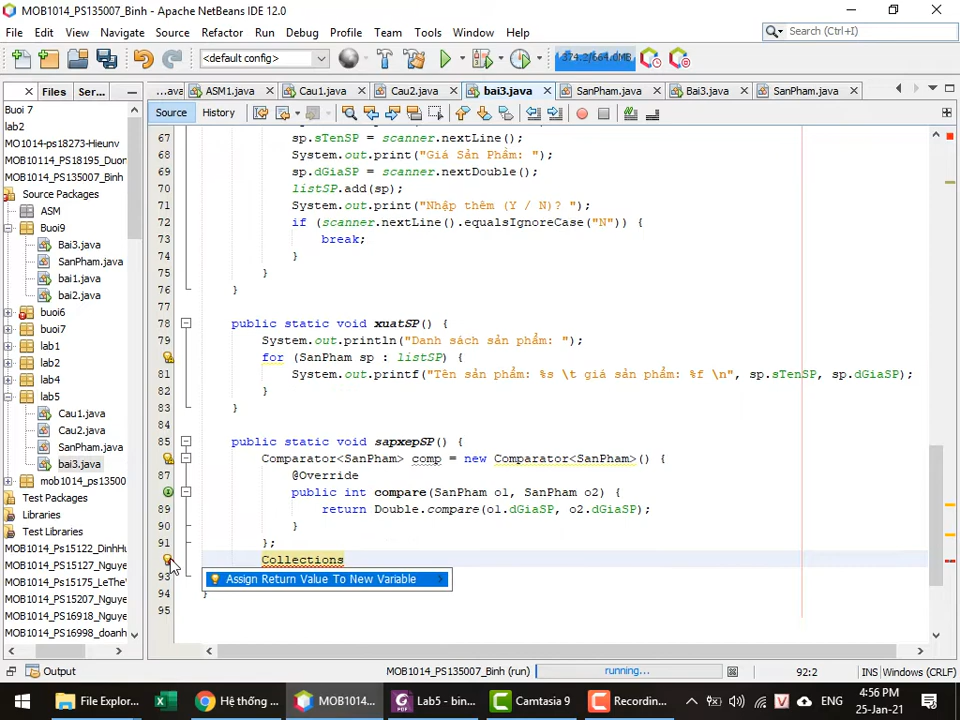 MOB1014_PS135007_Binh - Apache NetBeans IDE 12.0
File Edit View Navigate Source Refactor Run Debug Profile Team Tools Window Help
Search (Ctrl+I)
<default config>
374.2/664.0MB
Files Ser...
...ava ASM1.java Cau1.java Cau2.java bai3.java SanPham.java Bai3.java SanPham.java
Source History
Buoi 7
lab2
MO1014-ps18273-Hieunv
MOB10114_PS18195_Duon
MOB1014_PS135007_Binh
Source Packages
ASM
Buoi9
Bai3.java
SanPham.java
bai1.java
bai2.java
buoi6
buoi7
lab1
lab2
lab4
lab5
Cau1.java
Cau2.java
SanPham.java
bai3.java
mob1014_ps13500
Test Packages
Libraries
Test Libraries
MOB1014_Ps15122_DinhHu
MOB1014_PS15127_Nguye
MOB1014_PS15175_LeThe'
MOB1014_PS15207_Nguye
MOB1014_PS16918_Nguye
MOB1014_PS16998_doanh
67 sp.sTenSP = scanner.nextLine();
68 System.out.print("Giá Sản Phẩm: ");
69 sp.dGiaSP = scanner.nextDouble();
70 listSP.add(sp);
71 System.out.print("Nhập thêm (Y / N)? ");
72 if (scanner.nextLine().equalsIgnoreCase("N")) {
73 break;
74 }
75 }
76 }
77
78 public static void xuatSP() {
79 System.out.println("Danh sách sản phẩm: ");
for (SanPham sp : listSP) {
81 System.out.printf("Tên sản phẩm: %s \t giá sản phẩm: %f \n", sp.sTenSP, sp.dGiaSP);
82 }
83 }
84
85 public static void sapxepSP() {
Comparator<SanPham> comp = new Comparator<SanPham>() {
87 @Override
public int compare(SanPham o1, SanPham o2) {
89 return Double.compare(o1.dGiaSP, o2.dGiaSP);
90 }
91 };
Collections
Assign Return Value To New Variable
93
94 }
95
Output
MOB1014_PS135007_Binh (run) running... 92:2 INS Windows (CRLF)
File Explor... Hệ thống ... MOB1014... Lab5 - bin... Camtasia 9 Recordin... ENG
4:56 PM
25-Jan-21